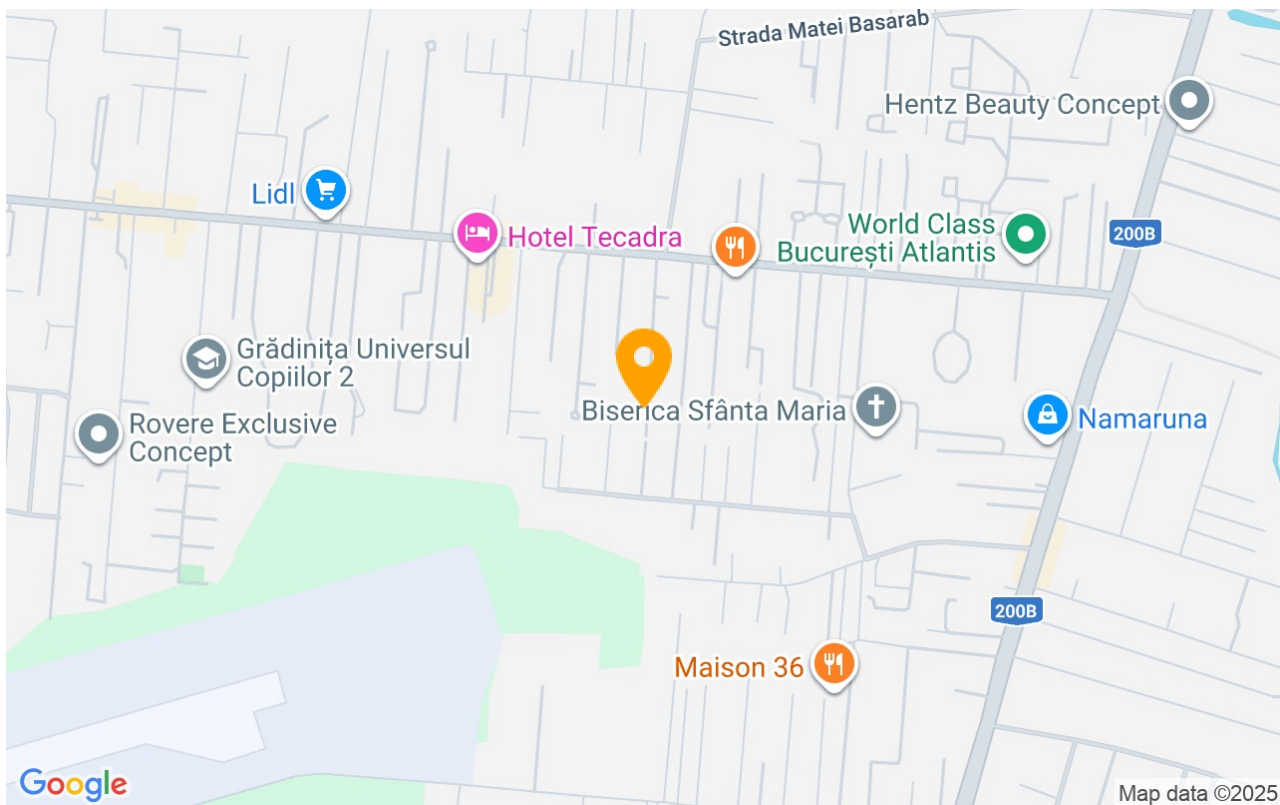 Strada Matei Basarab
Hentz Beauty Concept
Lidl
Hotel Tecadra
World Class
București Atlantis
200B
Grădinița Universul
Copiilor 2
Biserica Sfânta Maria
Namaruna
Rovere Exclusive
Concept
200B
Maison 36
Google
Map data ©2025